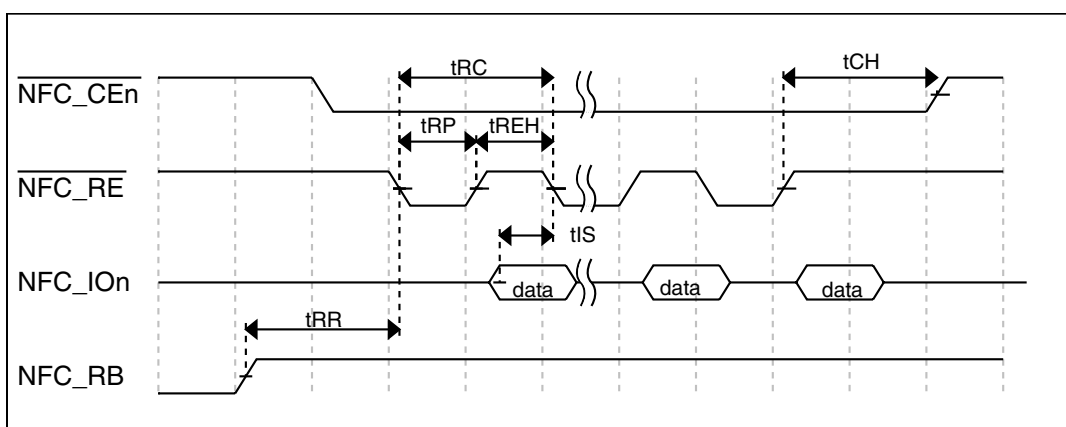 tRC
tCH
NFC_CEn
tRP
tREH
NFC_RE
tIS
NFC_IOn
data
data
data
tRR
NFC_RB